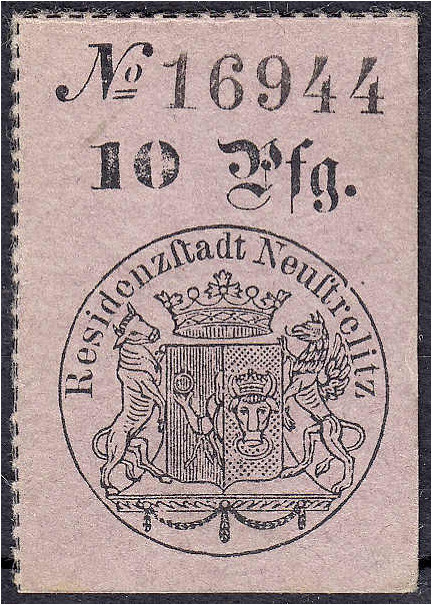 № 16944
10 Pfg.
Reſidenzſtadt Neuſtrelitz